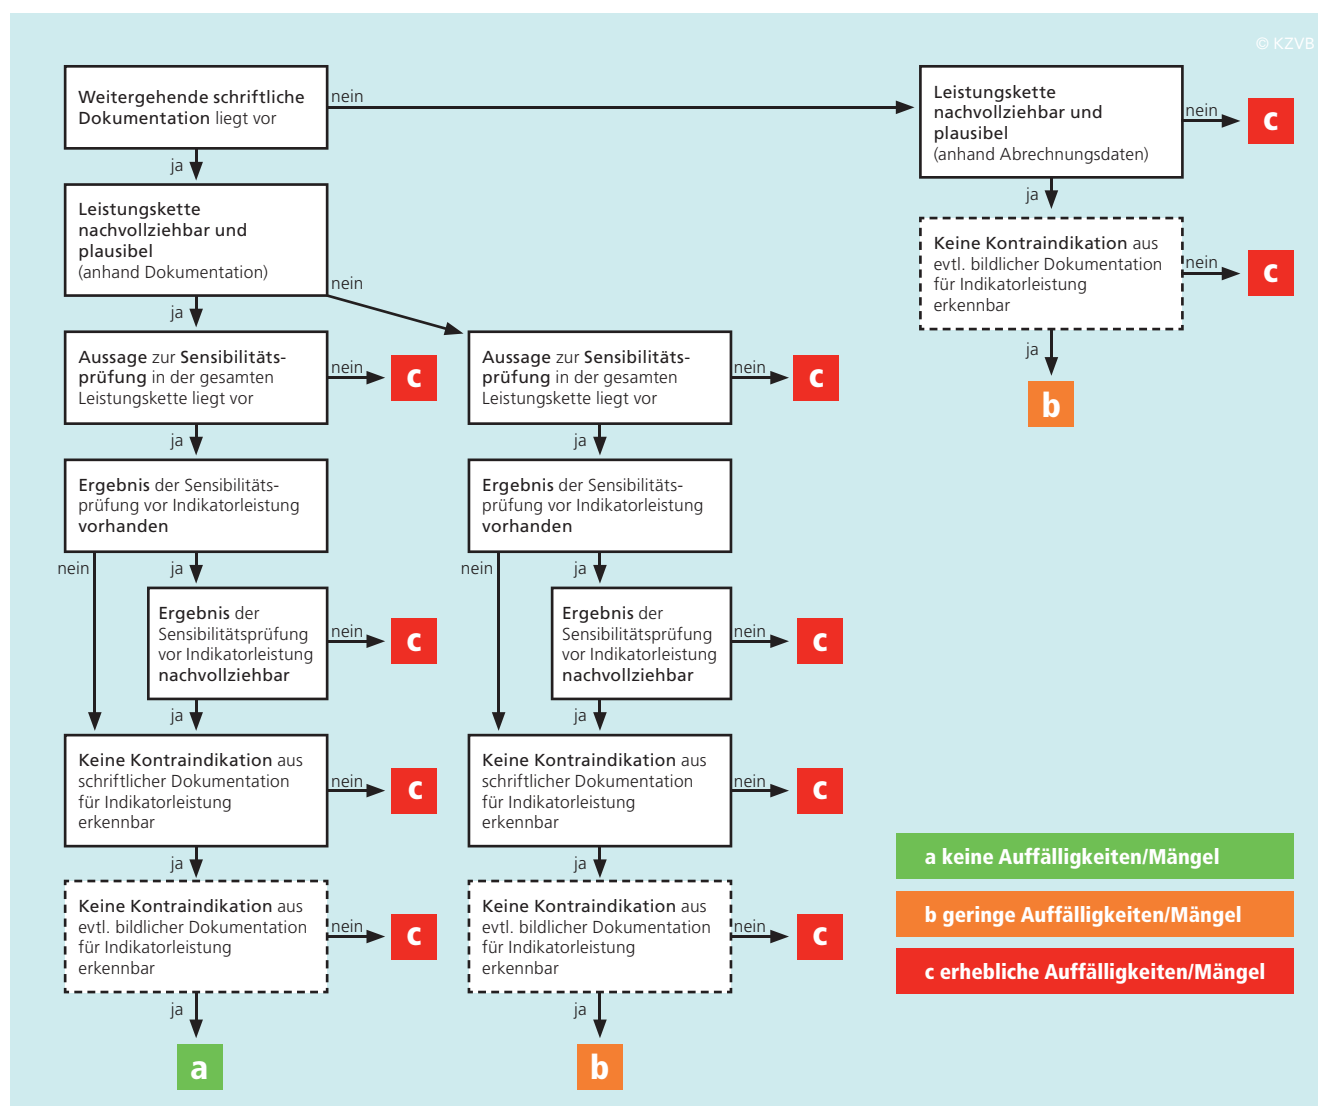 © KZVB
Weitergehende schriftliche
Dokumentation liegt vor
nein
ja
Leistungskette
nachvollziehbar und
plausibel
(anhand Dokumentation)
nein
ja
Aussage zur Sensibilitäts-
prüfung in der gesamten
Leistungskette liegt vor
nein
c
ja
Ergebnis der Sensibilitäts-
prüfung vor Indikatorleistung
vorhanden
nein
ja
Ergebnis der
Sensibilitätsprüfung
vor Indikatorleistung
nachvollziehbar
nein
c
ja
Keine Kontraindikation aus
schriftlicher Dokumentation
für Indikatorleistung
erkennbar
nein
c
ja
Keine Kontraindikation aus
evtl. bildlicher Dokumentation
für Indikatorleistung
erkennbar
nein
c
ja
a
Aussage zur Sensibilitäts-
prüfung in der gesamten
Leistungskette liegt vor
nein
c
ja
Ergebnis der Sensibilitäts-
prüfung vor Indikatorleistung
vorhanden
nein
ja
Ergebnis der
Sensibilitätsprüfung
vor Indikatorleistung
nachvollziehbar
nein
c
ja
Keine Kontraindikation aus
schriftlicher Dokumentation
für Indikatorleistung
erkennbar
nein
c
ja
Keine Kontraindikation aus
evtl. bildlicher Dokumentation
für Indikatorleistung
erkennbar
nein
c
ja
b
Leistungskette
nachvollziehbar und
plausibel
(anhand Abrechnungsdaten)
nein
c
ja
Keine Kontraindikation aus
evtl. bildlicher Dokumentation
für Indikatorleistung
erkennbar
nein
c
ja
b
a keine Auffälligkeiten/Mängel
b geringe Auffälligkeiten/Mängel
c erhebliche Auffälligkeiten/Mängel